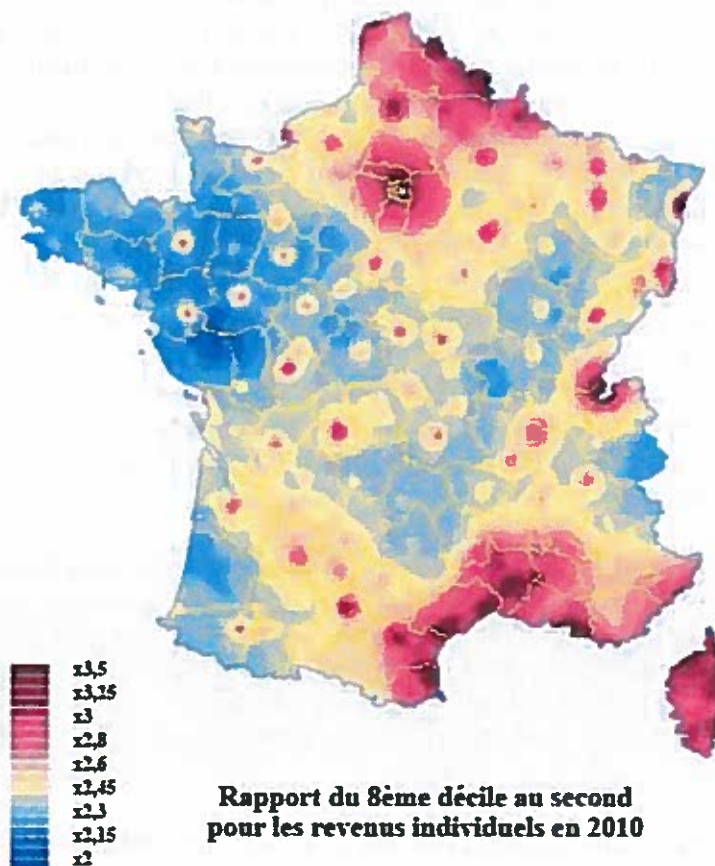 x3,5
x3,25
x3
x2,8
x2,6
x2,45
x2,3
x2,15
x2
Rapport du 8ème décile au second
pour les revenus individuels en 2010